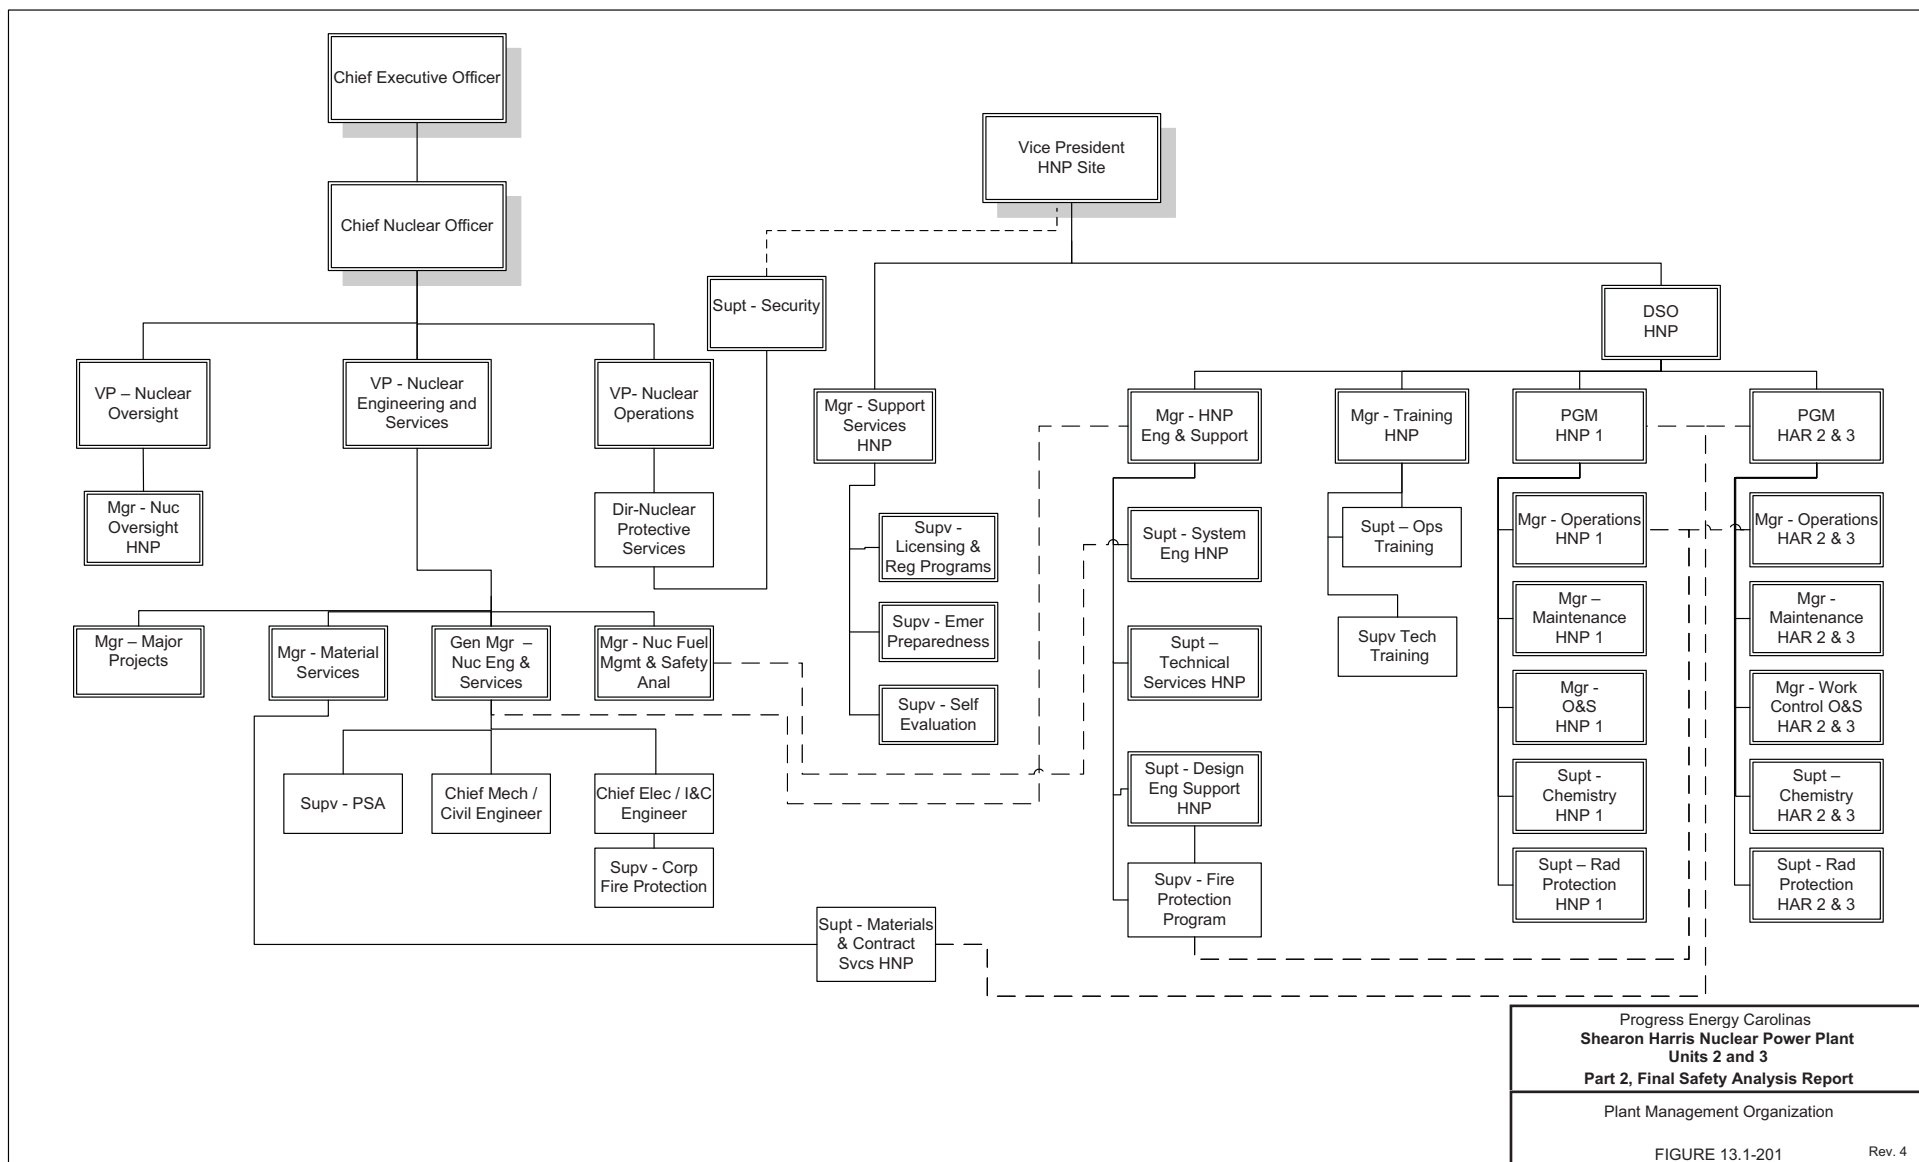 Chief Executive Officer
Chief Nuclear Officer
VP – Nuclear
Oversight
VP - Nuclear
Engineering and
Services
VP- Nuclear
Operations
Mgr - Nuc
Oversight
HNP
Dir-Nuclear
Protective
Services
Supt - Security
Mgr – Major
Projects
Mgr - Material
Services
Gen Mgr –
Nuc Eng &
Services
Mgr - Nuc Fuel
Mgmt & Safety
Anal
Supv - PSA
Chief Mech /
Civil Engineer
Chief Elec / I&C
Engineer
Supv - Corp
Fire Protection
Supt - Materials
& Contract
Svcs HNP
Vice President
HNP Site
Mgr - Support
Services
HNP
Supv -
Licensing &
Reg Programs
Supv - Emer
Preparedness
Supv - Self
Evaluation
DSO
HNP
Mgr - HNP
Eng & Support
Supt - System
Eng HNP
Supt –
Technical
Services HNP
Supt - Design
Eng Support
HNP
Supv - Fire
Protection
Program
Mgr - Training
HNP
Supt – Ops
Training
Supv Tech
Training
PGM
HNP 1
Mgr - Operations
HNP 1
Mgr –
Maintenance
HNP 1
Mgr -
O&S
HNP 1
Supt -
Chemistry
HNP 1
Supt – Rad
Protection
HNP 1
PGM
HAR 2 & 3
Mgr - Operations
HAR 2 & 3
Mgr -
Maintenance
HAR 2 & 3
Mgr - Work
Control O&S
HAR 2 & 3
Supt –
Chemistry
HAR 2 & 3
Supt - Rad
Protection
HAR 2 & 3
Progress Energy Carolinas
Shearon Harris Nuclear Power Plant
Units 2 and 3
Part 2, Final Safety Analysis Report
Plant Management Organization
FIGURE 13.1-201 Rev. 4